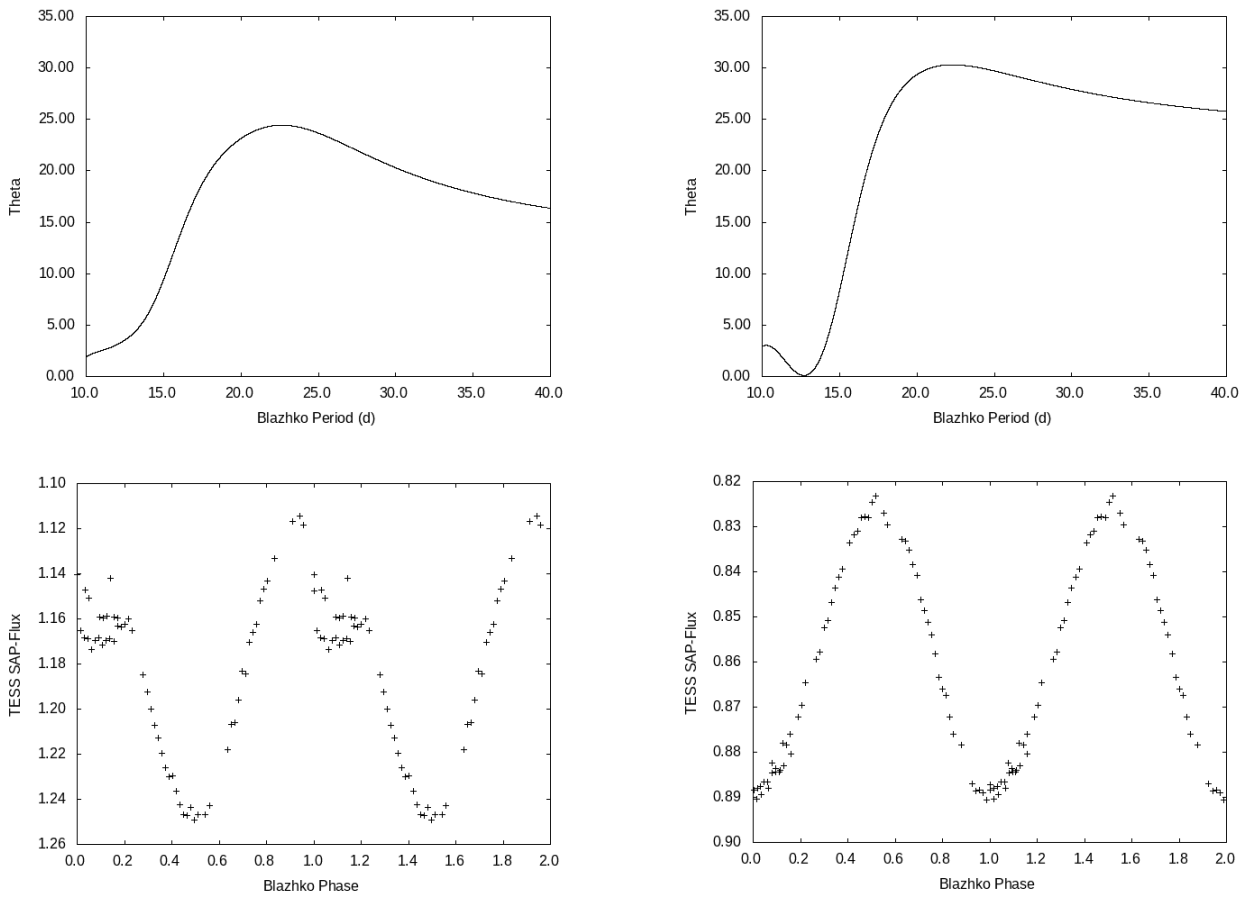 35.00
30.00
25.00
20.00
15.00
10.00
5.00
0.00
Theta
10.0 15.0 20.0 25.0 30.0 35.0 40.0
Blazhko Period (d)
35.00
30.00
25.00
20.00
15.00
10.00
5.00
0.00
Theta
10.0 15.0 20.0 25.0 30.0 35.0 40.0
Blazhko Period (d)
1.10
1.12
1.14
1.16
1.18
1.20
1.22
1.24
1.26
TESS SAP-Flux
0.0 0.2 0.4 0.6 0.8 1.0 1.2 1.4 1.6 1.8 2.0
Blazhko Phase
0.82
0.83
0.84
0.85
0.86
0.87
0.88
0.89
0.90
TESS SAP-Flux
0.0 0.2 0.4 0.6 0.8 1.0 1.2 1.4 1.6 1.8 2.0
Blazhko Phase